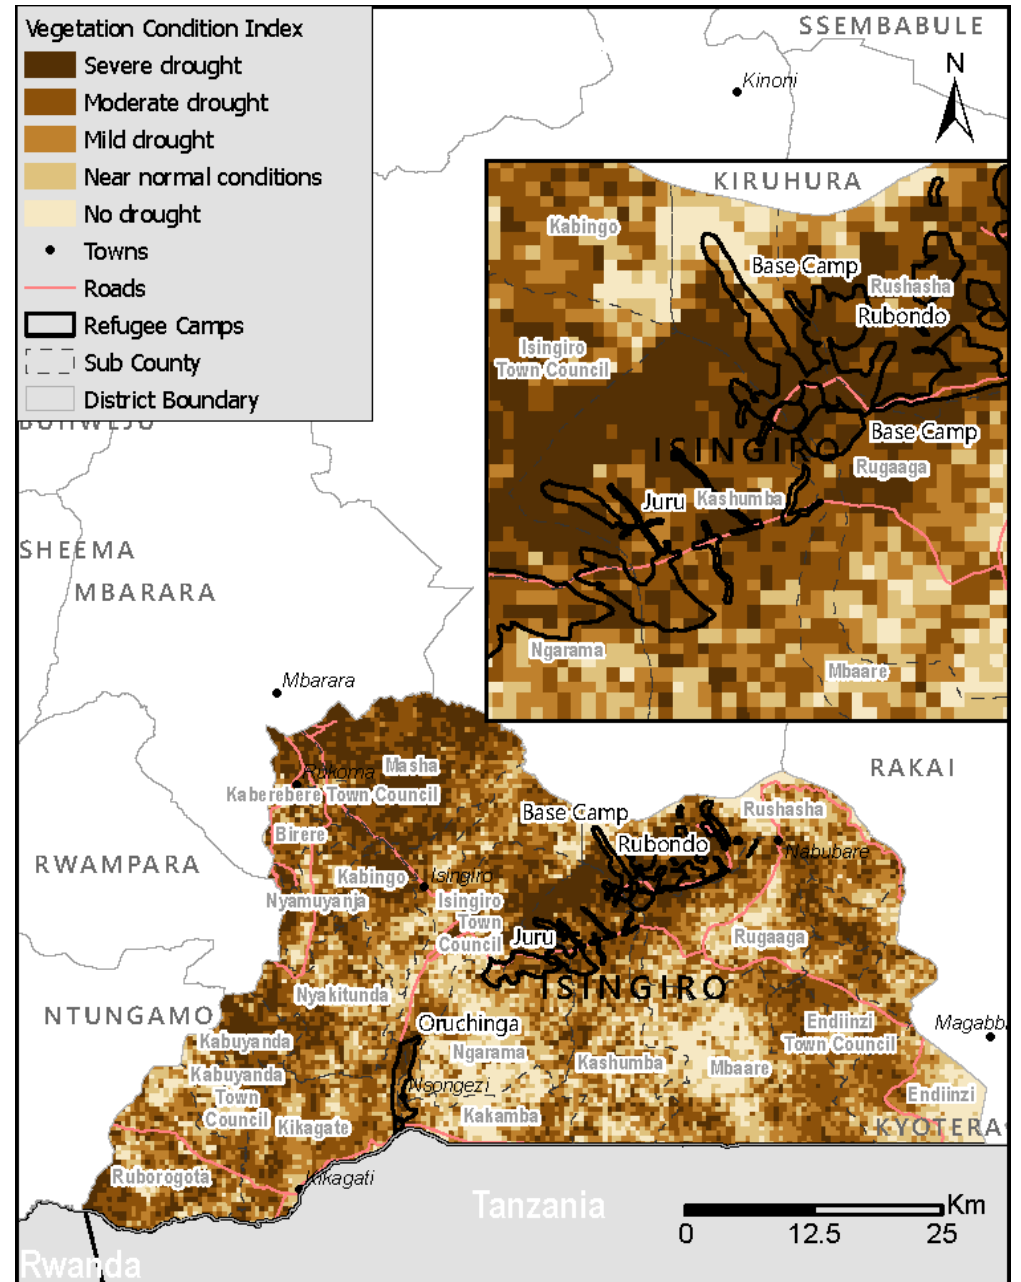 Vegetation Condition Index
Severe drought
Moderate drought
Mild drought
Near normal conditions
No drought
Towns
Roads
Refugee Camps
Sub County
District Boundary
SSEMBABULE
Kinoni
N
KIRUHURA
Kabingo
Base Camp
Rushasha
Rubondo
Isingiro
Town Council
Base Camp
ISINGIRO
Rugaaga
Juru
Kashumba
Ngarama
Mbaare
SHEEMA
MBARARA
Mbarara
RAKAI
Rukoma
Masha
Kaberebere Town Council
Birere
Base Camp
Rushasha
Rubondo
Nabubare
RWAMPARA
Kabingo
Isingiro
Nyamuyanja
Isingiro
Town
Council
Juru
Rugaaga
ISINGIRO
Nyakitunda
NTUNGAMO
Oruchinga
Endiinzi
Town Council
Kabuyanda
Ngarama
Kashumba
Mbaare
Kabuyanda
Town
Council
Nsongezi
Kakamba
Endiinzi
Kikagate
KYOTERA
Ruborogota
Kikagati
Tanzania
Km
0
12.5
25
Rwanda